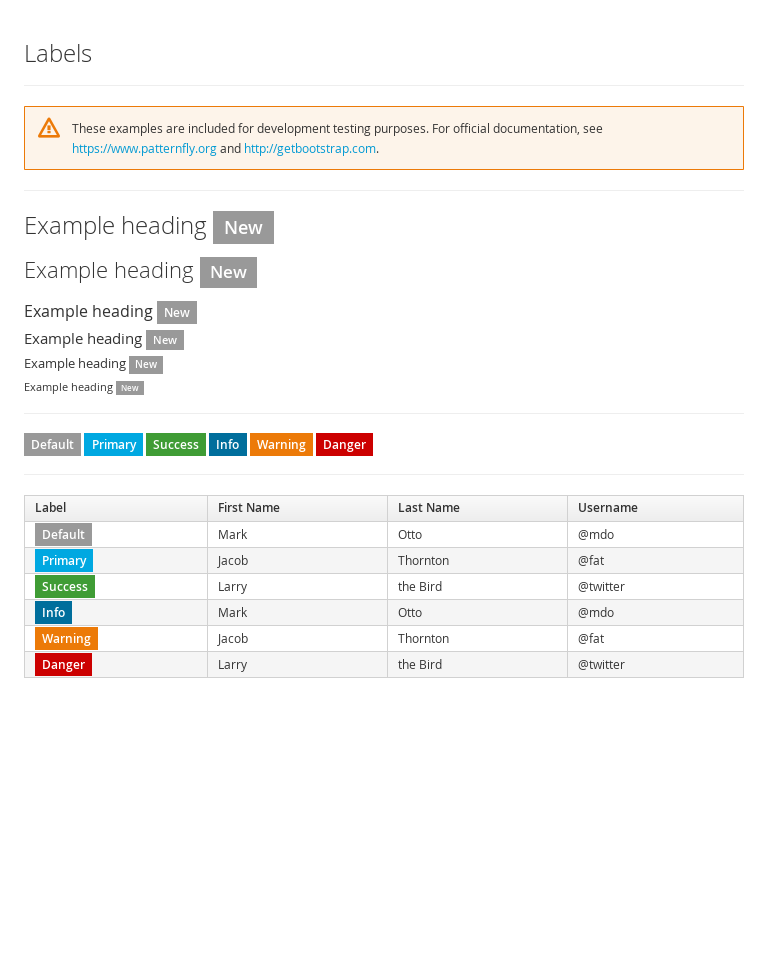 Labels
These examples are included for development testing purposes. For official documentation, see
https://www.patternfly.org and http://getbootstrap.com.
Example heading New
Example heading New
Example heading New
Example heading New
Example heading New
Example heading New
Default Primary Success Info Warning Danger
Label First Name Last Name Username
Default Mark Otto @mdo
Primary Jacob Thornton @fat
Success Larry the Bird @twitter
Info Mark Otto @mdo
Warning Jacob Thornton @fat
Danger Larry the Bird @twitter